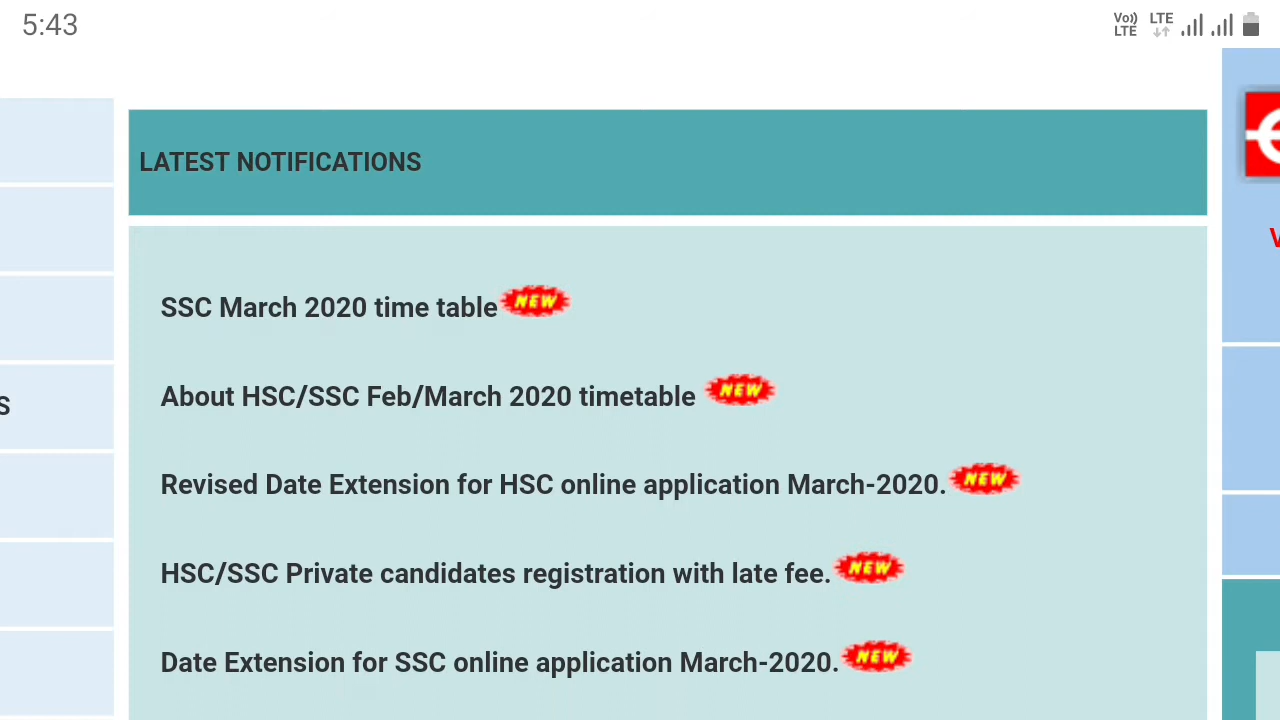 5:43
Vo)) LTE
LTE
LATEST NOTIFICATIONS
SSC March 2020 time table NEW
About HSC/SSC Feb/March 2020 timetable NEW
S
Revised Date Extension for HSC online application March-2020. NEW
HSC/SSC Private candidates registration with late fee. NEW
Date Extension for SSC online application March-2020. NEW